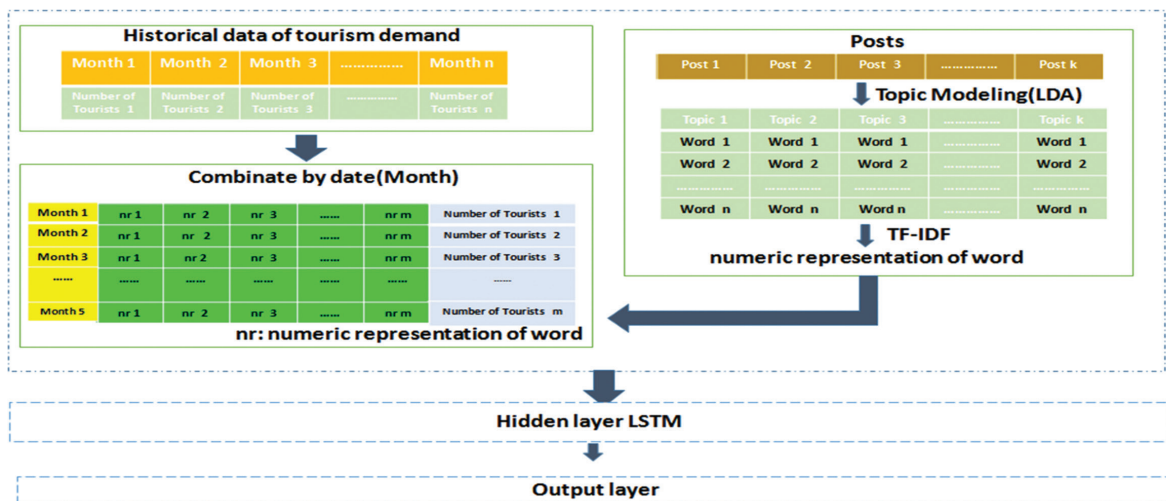 Historical data of tourism demand
Month 1 Month 2 Month 3 ............... Month n
Number of Tourists 1 Number of Tourists 2 Number of Tourists 3 ............... Number of Tourists n
Combinate by date(Month)
Month 1 nr 1 nr 2 nr 3 ...... nr m Number of Tourists 1
Month 2 nr 1 nr 2 nr 3 ...... nr m Number of Tourists 2
Month 3 nr 1 nr 2 nr 3 ...... nr m Number of Tourists 3
...... ...... ...... ...... ...... ...... ......
Month 5 nr 1 nr 2 nr 3 ...... nr m Number of Tourists m
nr: numeric representation of word
Posts
Post 1 Post 2 Post 3 ............... Post k
Topic Modeling(LDA)
Topic 1 Topic 2 Topic 3 ............... Topic k
Word 1 Word 1 Word 1 ............... Word 1
Word 2 Word 2 Word 2 ............... Word 2
............... ............... ............... ............... ...............
Word n Word n Word n ............... Word n
TF-IDF
numeric representation of word
Hidden layer LSTM
Output layer